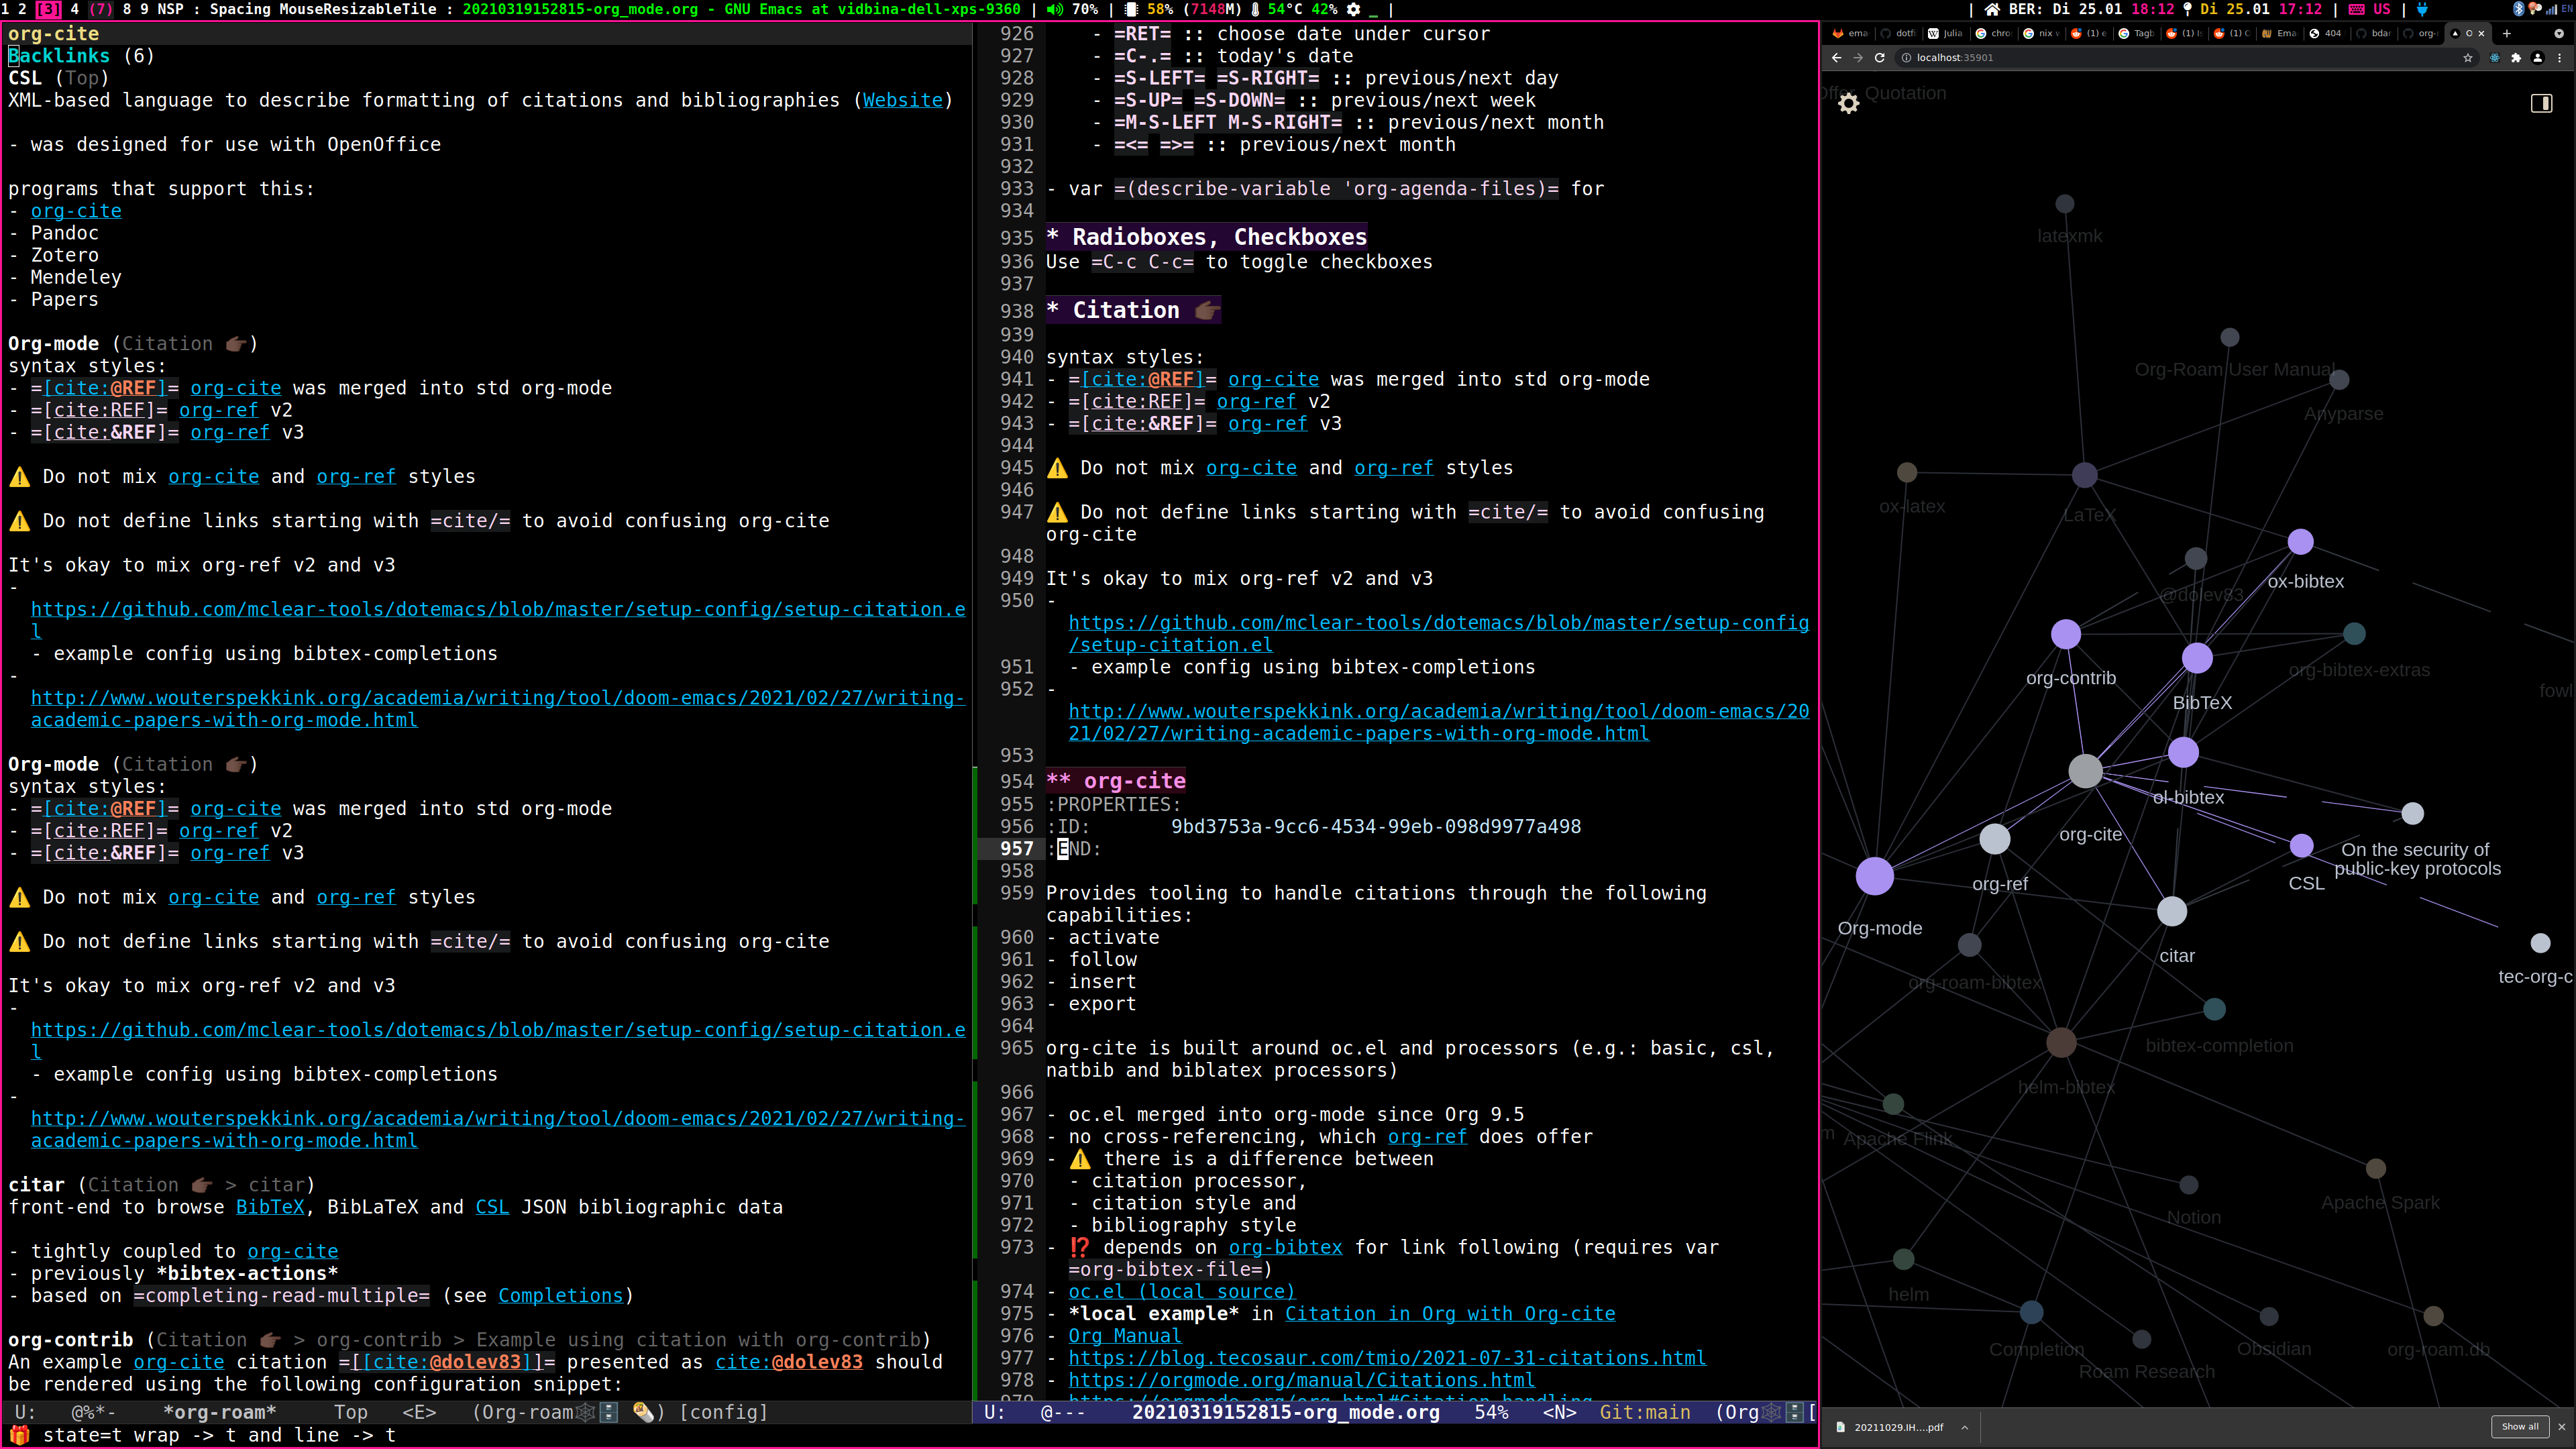 1 2 [3] 4 (7) 8 9 NSP : Spacing MouseResizableTile : 20210319152815-org_mode.org - GNU Emacs at vidbina-dell-xps-9360 | 70% | 58% (7148M) 54°C 42% _ |
| BER: Di 25.01 18:12 Di 25.01 17:12 | US |
EN
org-cite
Backlinks (6)
CSL (Top)
XML-based language to describe formatting of citations and bibliographies (Website)
- was designed for use with OpenOffice
programs that support this:
- org-cite
- Pandoc
- Zotero
- Mendeley
- Papers
Org-mode (Citation 👉🏿)
syntax styles:
- =[cite:@REF]= org-cite was merged into std org-mode
- =[cite:REF]= org-ref v2
- =[cite:&REF]= org-ref v3
⚠️ Do not mix org-cite and org-ref styles
⚠️ Do not define links starting with =cite/= to avoid confusing org-cite
It's okay to mix org-ref v2 and v3
-
https://github.com/mclear-tools/dotemacs/blob/master/setup-config/setup-citation.e
l
- example config using bibtex-completions
-
http://www.wouterspekkink.org/academia/writing/tool/doom-emacs/2021/02/27/writing-
academic-papers-with-org-mode.html
Org-mode (Citation 👉🏿)
syntax styles:
- =[cite:@REF]= org-cite was merged into std org-mode
- =[cite:REF]= org-ref v2
- =[cite:&REF]= org-ref v3
⚠️ Do not mix org-cite and org-ref styles
⚠️ Do not define links starting with =cite/= to avoid confusing org-cite
It's okay to mix org-ref v2 and v3
-
https://github.com/mclear-tools/dotemacs/blob/master/setup-config/setup-citation.e
l
- example config using bibtex-completions
-
http://www.wouterspekkink.org/academia/writing/tool/doom-emacs/2021/02/27/writing-
academic-papers-with-org-mode.html
citar (Citation 👉🏿 > citar)
front-end to browse BibTeX, BibLaTeX and CSL JSON bibliographic data
- tightly coupled to org-cite
- previously *bibtex-actions*
- based on =completing-read-multiple= (see Completions)
org-contrib (Citation 👉🏿 > org-contrib > Example using citation with org-contrib)
An example org-cite citation =[[cite:@dolev83]]= presented as cite:@dolev83 should
be rendered using the following configuration snippet:
U: @%*- *org-roam* Top <E> (Org-roam🕸🗄 🌯) [config]
🎁 state=t wrap -> t and line -> t
926 - =RET= :: choose date under cursor
927 - =C-.= :: today's date
928 - =S-LEFT= =S-RIGHT= :: previous/next day
929 - =S-UP= =S-DOWN= :: previous/next week
930 - =M-S-LEFT M-S-RIGHT= :: previous/next month
931 - =<= =>= :: previous/next month
932
933 - var =(describe-variable 'org-agenda-files)= for
934
935 * Radioboxes, Checkboxes
936 Use =C-c C-c= to toggle checkboxes
937
938 * Citation 👉🏿
939
940 syntax styles:
941 - =[cite:@REF]= org-cite was merged into std org-mode
942 - =[cite:REF]= org-ref v2
943 - =[cite:&REF]= org-ref v3
944
945 ⚠️ Do not mix org-cite and org-ref styles
946
947 ⚠️ Do not define links starting with =cite/= to avoid confusing
org-cite
948
949 It's okay to mix org-ref v2 and v3
950 -
https://github.com/mclear-tools/dotemacs/blob/master/setup-config
/setup-citation.el
951 - example config using bibtex-completions
952 -
http://www.wouterspekkink.org/academia/writing/tool/doom-emacs/20
21/02/27/writing-academic-papers-with-org-mode.html
953
954 ** org-cite
955 :PROPERTIES:
956 :ID: 9bd3753a-9cc6-4534-99eb-098d9977a498
957 :END:
958
959 Provides tooling to handle citations through the following
capabilities:
960 - activate
961 - follow
962 - insert
963 - export
964
965 org-cite is built around oc.el and processors (e.g.: basic, csl,
natbib and biblatex processors)
966
967 - oc.el merged into org-mode since Org 9.5
968 - no cross-referencing, which org-ref does offer
969 - ⚠️ there is a difference between
970 - citation processor,
971 - citation style and
972 - bibliography style
973 - ⁉️ depends on org-bibtex for link following (requires var
=org-bibtex-file=)
974 - oc.el (local source)
975 - *local example* in Citation in Org with Org-cite
976 - Org Manual
977 - https://blog.tecosaur.com/tmio/2021-07-31-citations.html
978 - https://orgmode.org/manual/Citations.html
979 - https://orgmode.org/org.html#Citation-handling
U: @--- 20210319152815-org_mode.org 54% <N> Git:main (Org🕸🗄[
ema dotfi Julia chro nix v (1) e Tagb (1) Is (1) C Ema 404 bdar org- O
localhost:35901
Offer, Quotation
latexmk
Org-Roam User Manual
Anyparse
ox-latex
LaTeX
ox-bibtex
@dolev83
org-contrib
org-bibtex-extras
BibTeX
fowl
ol-bibtex
org-cite
On the security of
public-key protocols
org-ref
CSL
Org-mode
citar
tec-org-c
org-roam-bibtex
bibtex-completion
helm-bibtex
m
Apache Flink
Apache Spark
Notion
helm
Completion
Obsidian
org-roam.db
Roam Research
20211029.IH....pdf
Show all